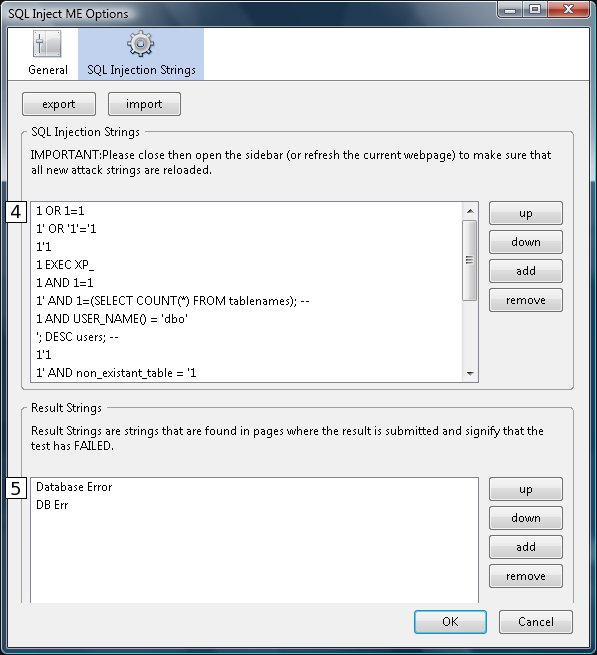 SQL Inject ME Options
General
SQL Injection Strings
export
import
SQL Injection Strings
IMPORTANT:Please close then open the sidebar (or refresh the current webpage) to make sure that
all new attack strings are reloaded.
4
1 OR 1=1
1' OR '1'='1
1'1
1 EXEC XP_
1 AND 1=1
1' AND 1=(SELECT COUNT(*) FROM tablenames); --
1 AND USER_NAME() = 'dbo'
'; DESC users; --
1'1
1' AND non_existant_table = '1
up
down
add
remove
Result Strings
Result Strings are strings that are found in pages where the result is submitted and signify that the
test has FAILED.
5
Database Error
DB Err
up
down
add
remove
OK
Cancel